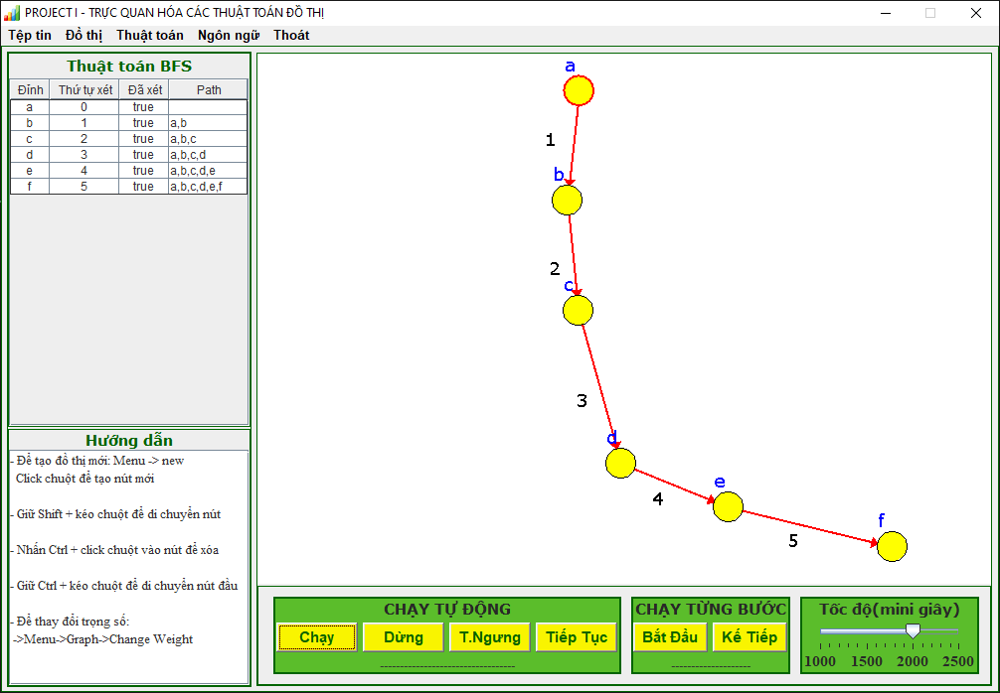 PROJECT I - TRỰC QUAN HÓA CÁC THUẬT TOÁN ĐỒ THỊ
Tệp tin Đồ thị Thuật toán Ngôn ngữ Thoát
Thuật toán BFS
Đỉnh Thứ tự xét Đã xét Path
a 0 true
b 1 true a,b
c 2 true a,b,c
d 3 true a,b,c,d
e 4 true a,b,c,d,e
f 5 true a,b,c,d,e,f
Hướng dẫn
- Để tạo đồ thị mới: Menu -> new
Click chuột để tạo nút mới
- Giữ Shift + kéo chuột để di chuyển nút
- Nhấn Ctrl + click chuột vào nút để xóa
- Giữ Ctrl + kéo chuột để di chuyển nút đầu
- Để thay đổi trọng số:
->Menu->Graph->Change Weight
a
1
b
2
c
3
d
4
e
5
f
CHẠY TỰ ĐỘNG
Chạy Dừng T.Ngưng Tiếp Tục
CHẠY TỪNG BƯỚC
Bắt Đầu Kế Tiếp
Tốc độ(mini giây)
1000 1500 2000 2500